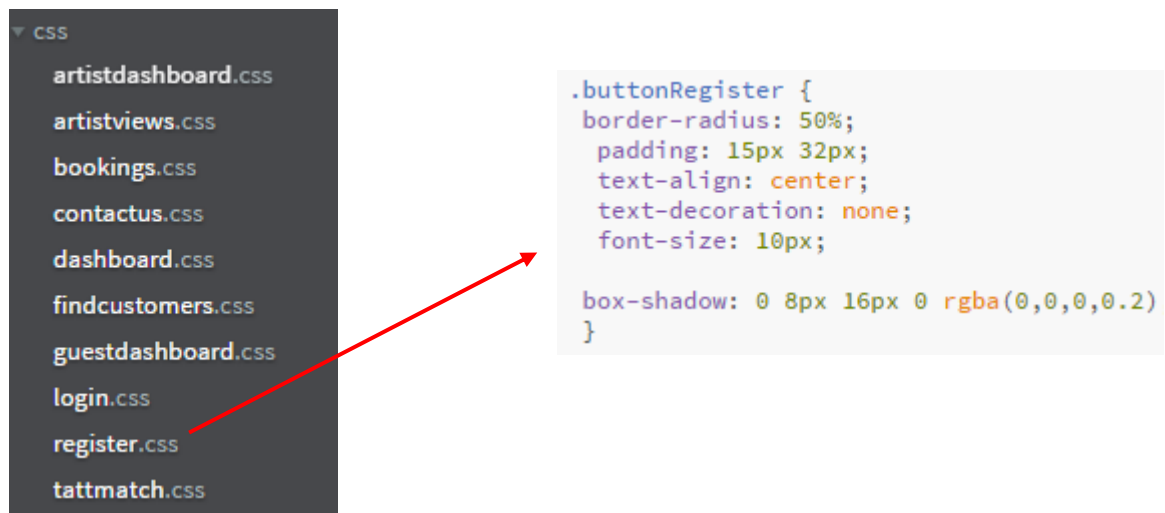 css
artistdashboard.css
artistviews.css
bookings.css
contactus.css
dashboard.css
findcustomers.css
guestdashboard.css
login.css
register.css
tattmatch.css
.buttonRegister {
border-radius: 50%;
padding: 15px 32px;
text-align: center;
text-decoration: none;
font-size: 10px;
box-shadow: 0 8px 16px 0 rgba(0,0,0,0.2)
}